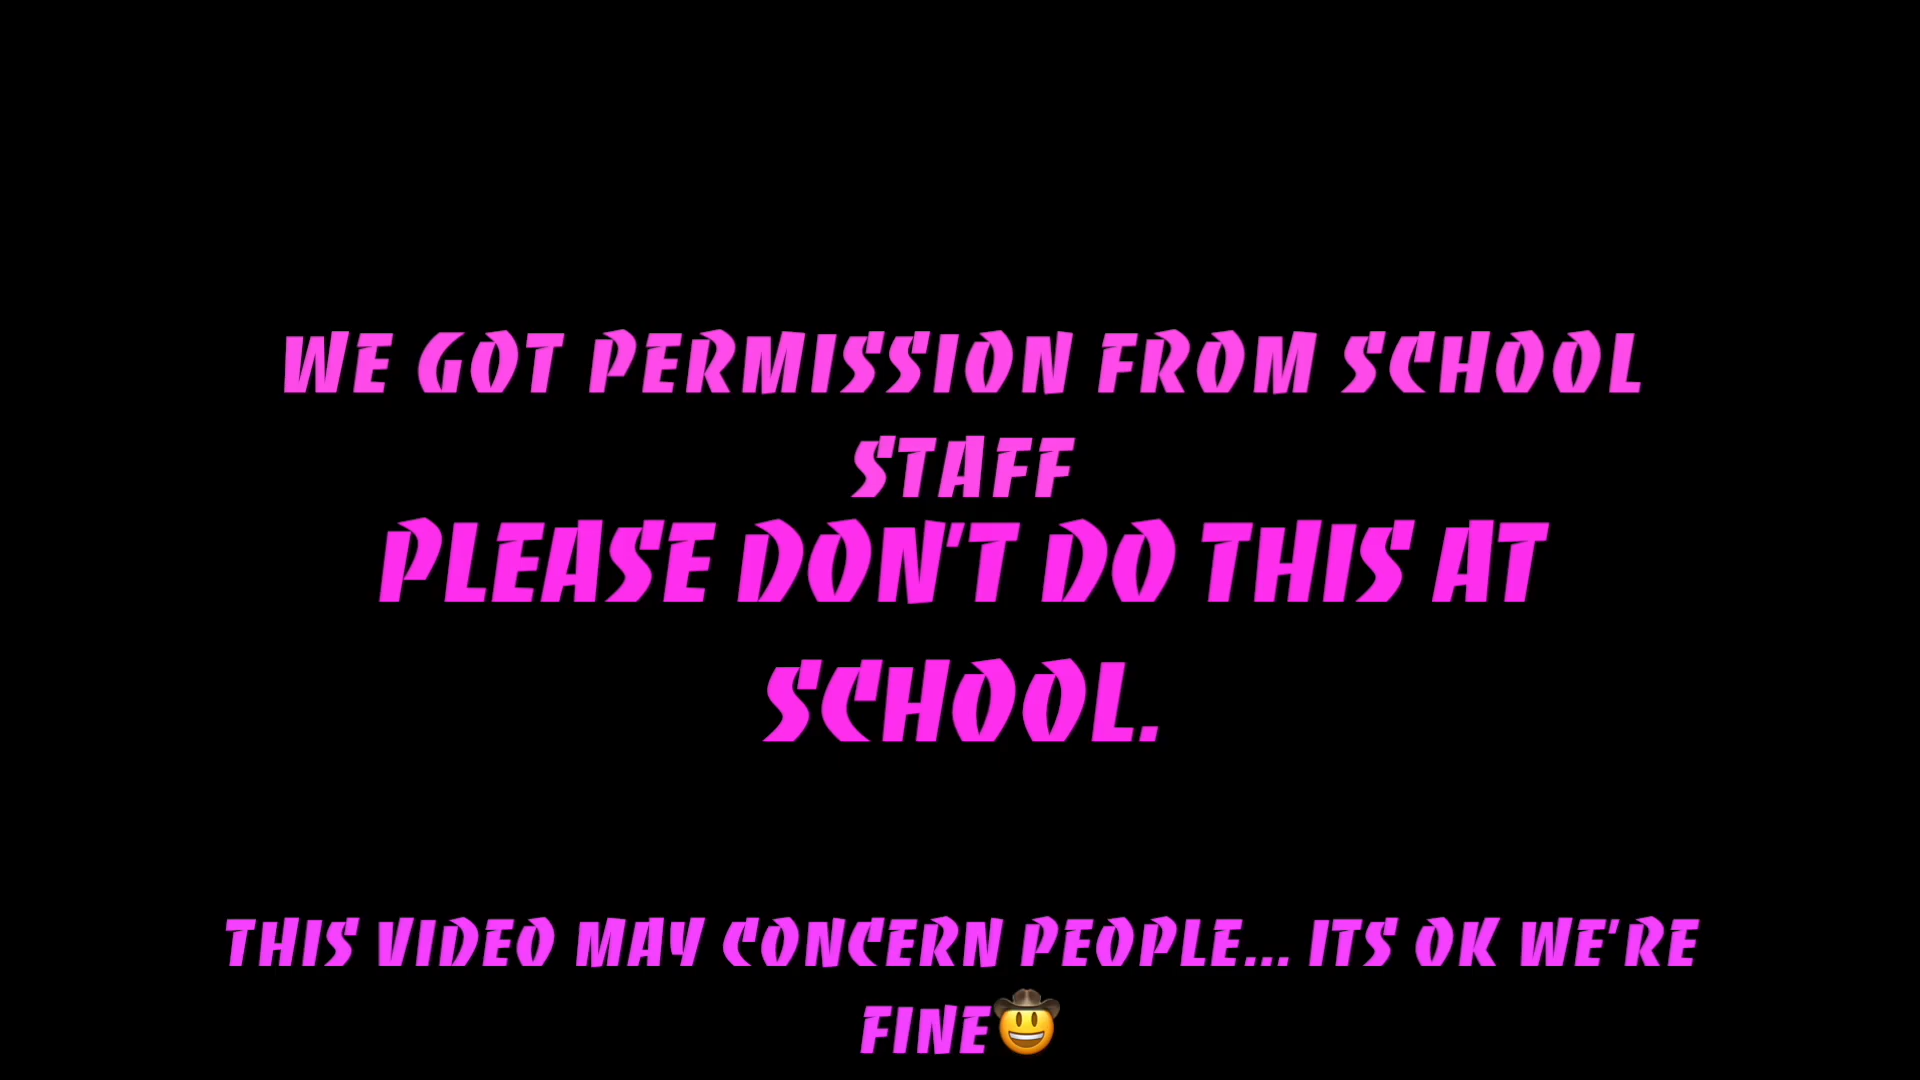 WE GOT PERMISSION FROM SCHOOL
STAFF
PLEASE DON'T DO THIS AT
SCHOOL.
THIS VIDEO MAY CONCERN PEOPLE... ITS OK WE'RE
FINE🤠